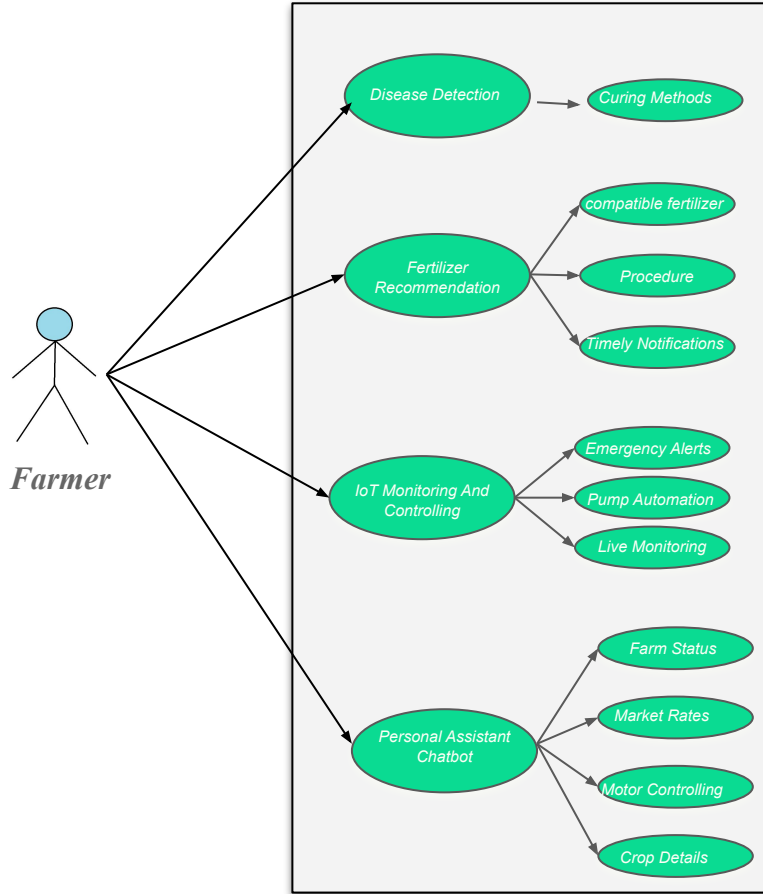 Disease Detection
Curing Methods
compatible fertilizer
Fertilizer
Recommendation
Procedure
Timely Notifications
Farmer
Emergency Alerts
IoT Monitoring And
Controlling
Pump Automation
Live Monitoring
Farm Status
Market Rates
Personal Assistant
Chatbot
Motor Controlling
Crop Details